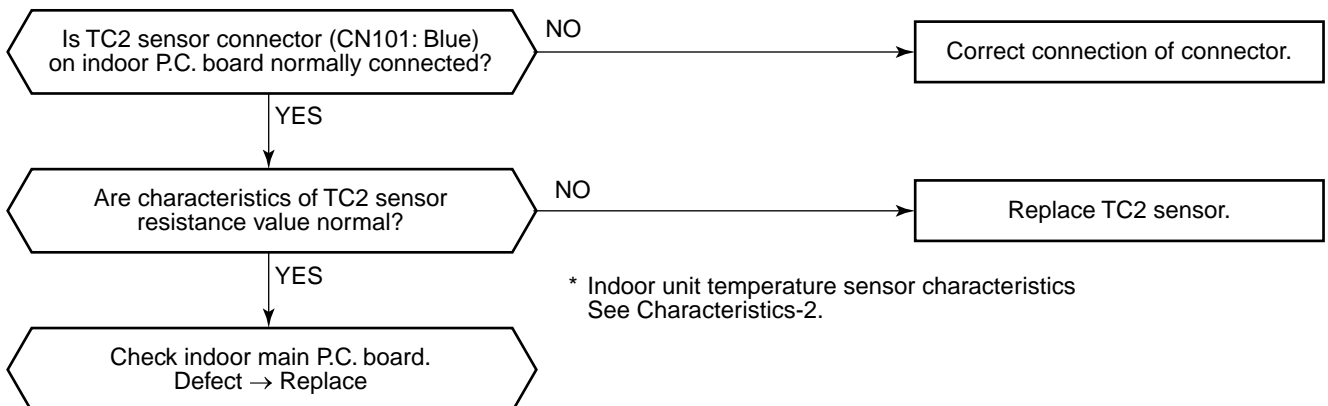 Is TC2 sensor connector (CN101: Blue)
on indoor P.C. board normally connected?
NO
Correct connection of connector.
YES
Are characteristics of TC2 sensor
resistance value normal?
NO
Replace TC2 sensor.
YES
* Indoor unit temperature sensor characteristics
See Characteristics-2.
Check indoor main P.C. board.
Defect → Replace